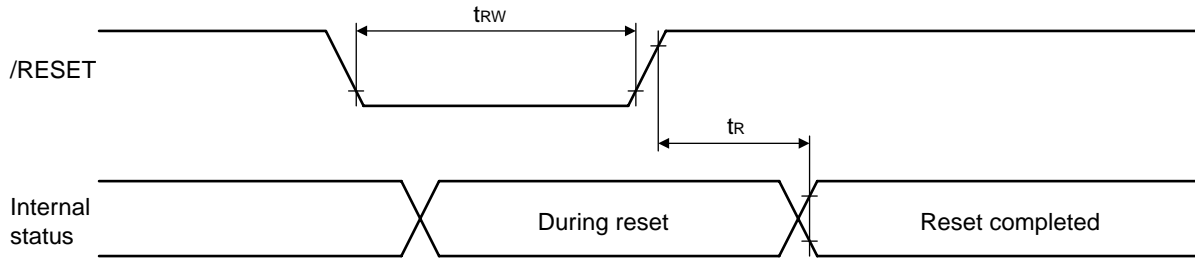 tRW
/RESET
tR
Internal
status
During reset
Reset completed